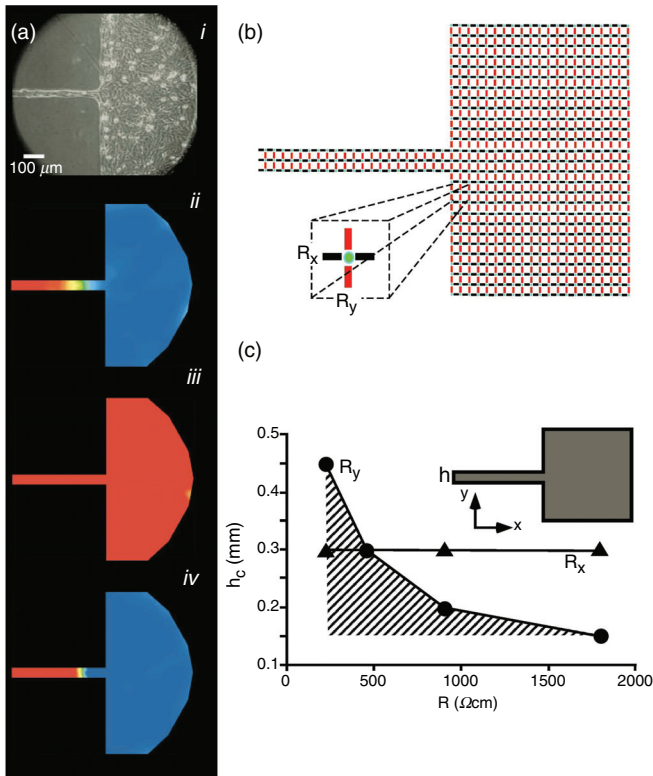 (a)
i
100 μm
ii
iii
iv
(b)
Rx
Ry
(c)
0.5
0.4
0.3
0.2
0.1
hc (mm)
Ry
h
y
x
Rx
0
500
1000
1500
2000
R (Ωcm)